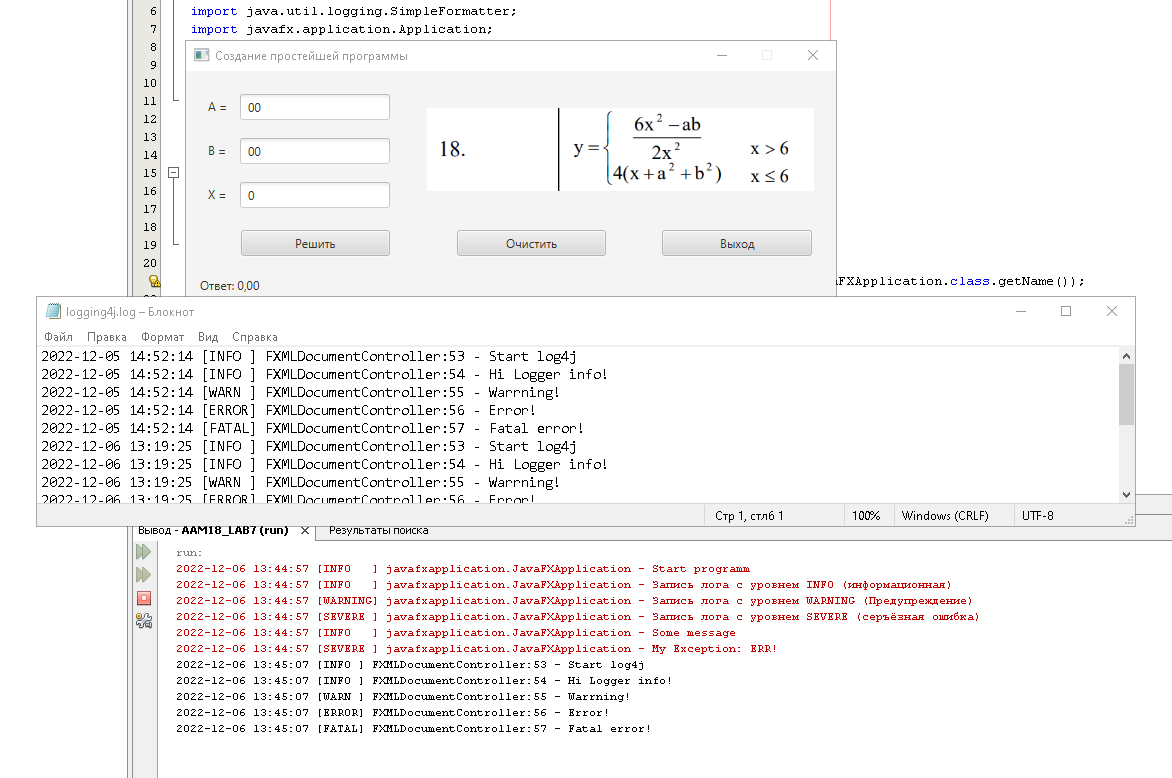 6 import java.util.logging.SimpleFormatter;
7 import javafx.application.Application;
8
9
10
11
12
13
14
15
16
17
18
19
20
Создание простейшей программы
A = 00
B = 00
X = 0
18. y = { 6x² − ab / 2x² x > 6
4(x + a² + b²) x ≤ 6
Решить Очистить Выход
Ответ: 0,00
FXApplication.class.getName());
logging4j.log – Блокнот
Файл Правка Формат Вид Справка
2022-12-05 14:52:14 [INFO ] FXMLDocumentController:53 - Start log4j
2022-12-05 14:52:14 [INFO ] FXMLDocumentController:54 - Hi Logger info!
2022-12-05 14:52:14 [WARN ] FXMLDocumentController:55 - Warrning!
2022-12-05 14:52:14 [ERROR] FXMLDocumentController:56 - Error!
2022-12-05 14:52:14 [FATAL] FXMLDocumentController:57 - Fatal error!
2022-12-06 13:19:25 [INFO ] FXMLDocumentController:53 - Start log4j
2022-12-06 13:19:25 [INFO ] FXMLDocumentController:54 - Hi Logger info!
2022-12-06 13:19:25 [WARN ] FXMLDocumentController:55 - Warrning!
2022-12-06 13:19:25 [ERROR] FXMLDocumentController:56 - Error!
Стр 1, стлб 1 100% Windows (CRLF) UTF-8
Вывод - AAM18_LAB7 (run) Результаты поиска
run:
2022-12-06 13:44:57 [INFO   ] javafxapplication.JavaFXApplication - Start programm
2022-12-06 13:44:57 [INFO   ] javafxapplication.JavaFXApplication - Запись лога с уровнем INFO (информационная)
2022-12-06 13:44:57 [WARNING] javafxapplication.JavaFXApplication - Запись лога с уровнем WARNING (Предупреждение)
2022-12-06 13:44:57 [SEVERE ] javafxapplication.JavaFXApplication - Запись лога с уровнем SEVERE (серъёзная ошибка)
2022-12-06 13:44:57 [INFO   ] javafxapplication.JavaFXApplication - Some message
2022-12-06 13:44:57 [SEVERE ] javafxapplication.JavaFXApplication - My Exception: ERR!
2022-12-06 13:45:07 [INFO ] FXMLDocumentController:53 - Start log4j
2022-12-06 13:45:07 [INFO ] FXMLDocumentController:54 - Hi Logger info!
2022-12-06 13:45:07 [WARN ] FXMLDocumentController:55 - Warrning!
2022-12-06 13:45:07 [ERROR] FXMLDocumentController:56 - Error!
2022-12-06 13:45:07 [FATAL] FXMLDocumentController:57 - Fatal error!